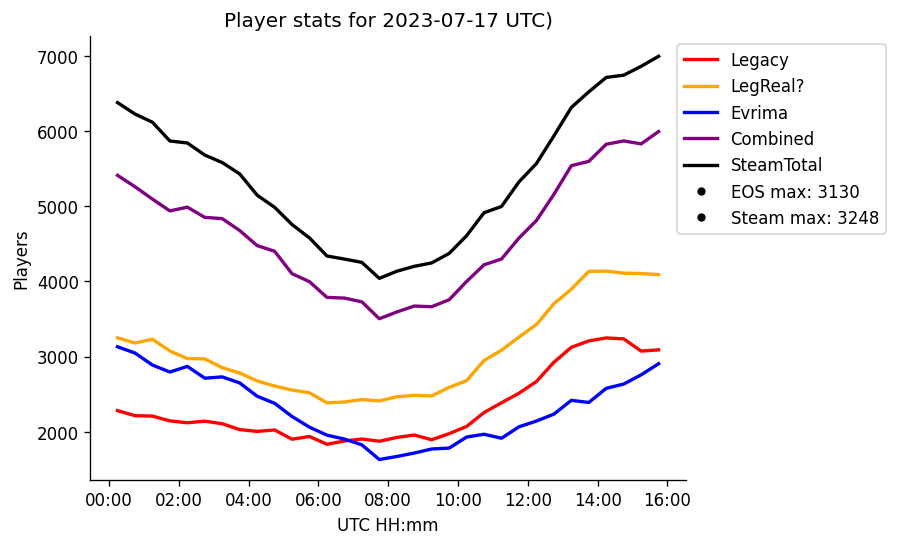 Player stats for 2023-07-17 UTC)
Legacy
LegReal?
Evrima
Combined
SteamTotal
EOS max: 3130
Steam max: 3248
Players
7000
6000
5000
4000
3000
2000
00:00 02:00 04:00 06:00 08:00 10:00 12:00 14:00 16:00
UTC HH:mm